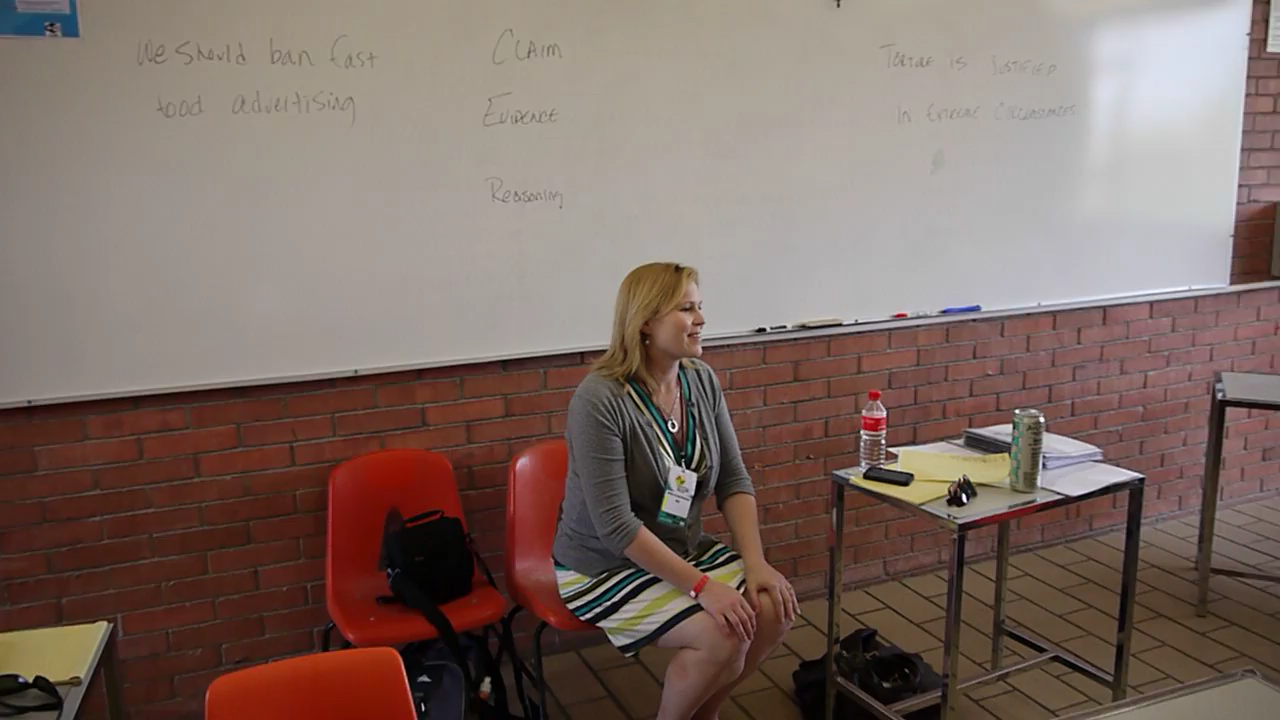 We should ban fast
food advertising
CLAIM
EVIDENCE
Reasoning
TORTURE IS JUSTIFIED
IN EXTREME CIRCUMSTANCES